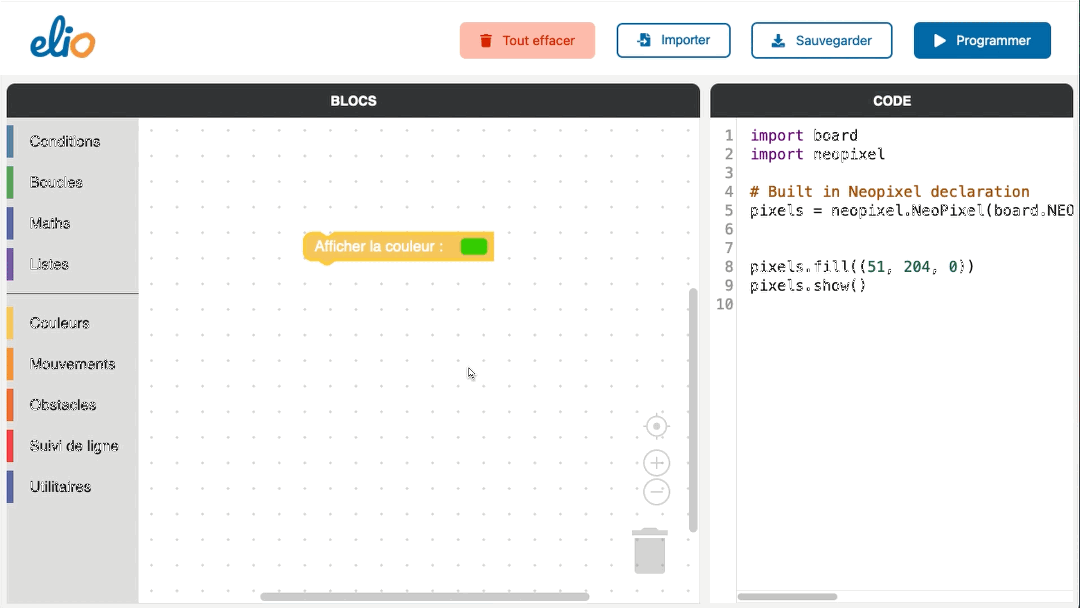 elio
Tout effacer
Importer
Sauvegarder
Programmer
BLOCS
Conditions
Boucles
Maths
Listes
Couleurs
Mouvements
Obstacles
Suivi de ligne
Utilitaires
Afficher la couleur :
CODE
1 import board
2 import neopixel
3
4 # Built in Neopixel declaration
5 pixels = neopixel.NeoPixel(board.NEO
6
7
8 pixels.fill((51, 204, 0))
9 pixels.show()
10